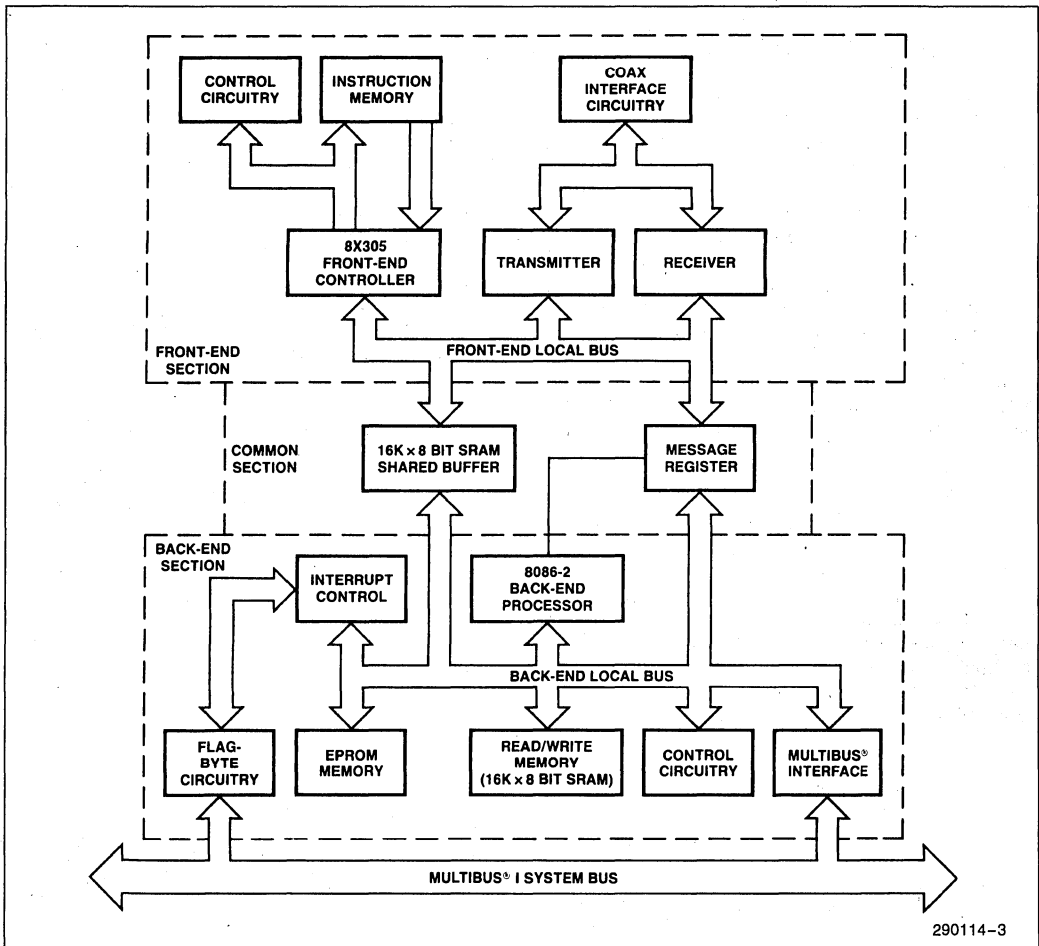 CONTROL
CIRCUITRY
INSTRUCTION
MEMORY
COAX
INTERFACE
CIRCUITRY
8X305
FRONT-END
CONTROLLER
TRANSMITTER
RECEIVER
FRONT-END LOCAL BUS
FRONT-END
SECTION
COMMON
SECTION
16K × 8 BIT SRAM
SHARED BUFFER
MESSAGE
REGISTER
BACK-END
SECTION
INTERRUPT
CONTROL
8086-2
BACK-END
PROCESSOR
BACK-END LOCAL BUS
FLAG-
BYTE
CIRCUITRY
EPROM
MEMORY
READ/WRITE
MEMORY
(16K × 8 BIT SRAM)
CONTROL
CIRCUITRY
MULTIBUS®
INTERFACE
MULTIBUS® I SYSTEM BUS
290114–3